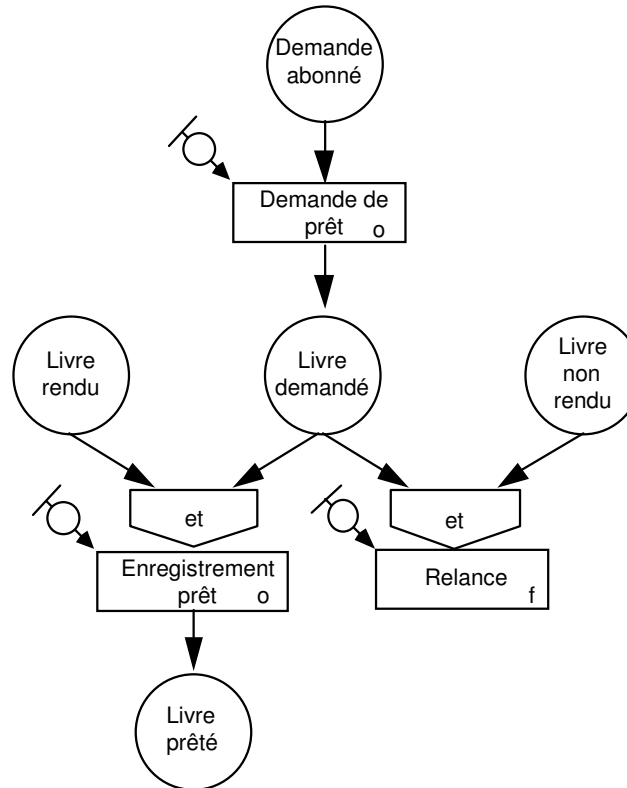 Demande
abonné
Demande de
prêt o
Livre
rendu
Livre
demandé
Livre
non
rendu
et
et
Enregistrement
prêt o
Relance
f
Livre
prêté